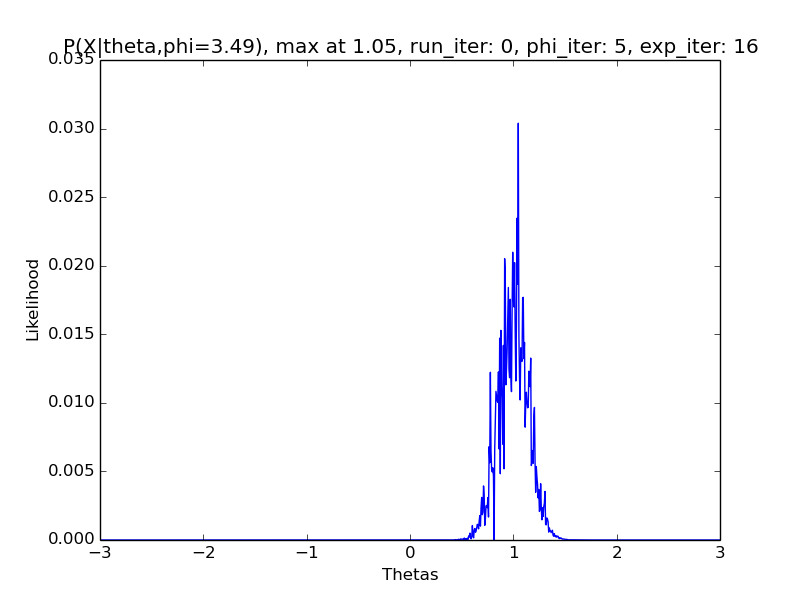 P(X|theta,phi=3.49), max at 1.05, run_iter: 0, phi_iter: 5, exp_iter: 16
0.035
0.030
0.025
0.020
0.015
0.010
0.005
0.000
Likelihood
−3 −2 −1 0 1 2 3
Thetas